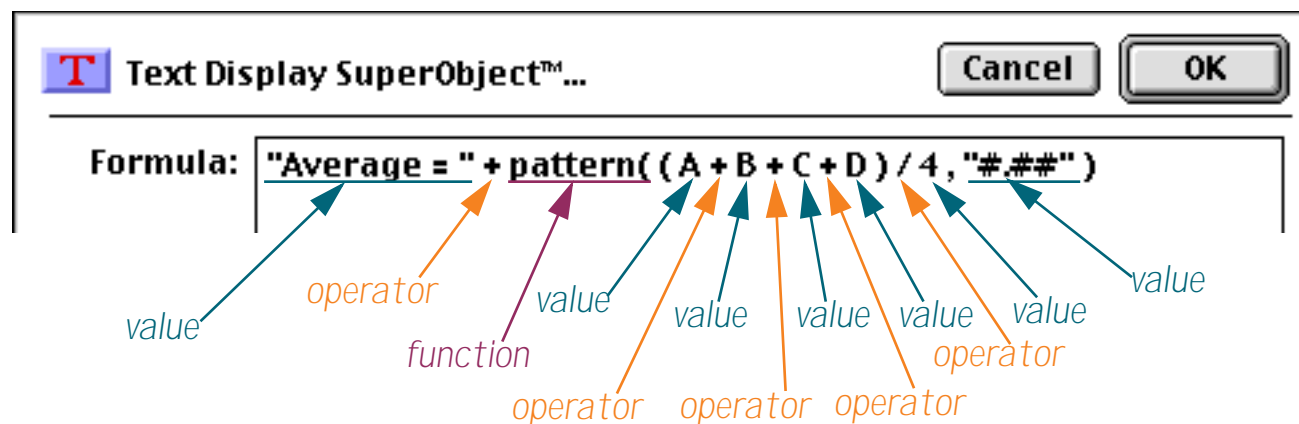 T Text Display SuperObject™... Cancel OK
Formula: "Average = " + pattern( ( A + B + C + D ) / 4 , "#.##" )
operator value value
value value value value value
function operator
operator operator operator